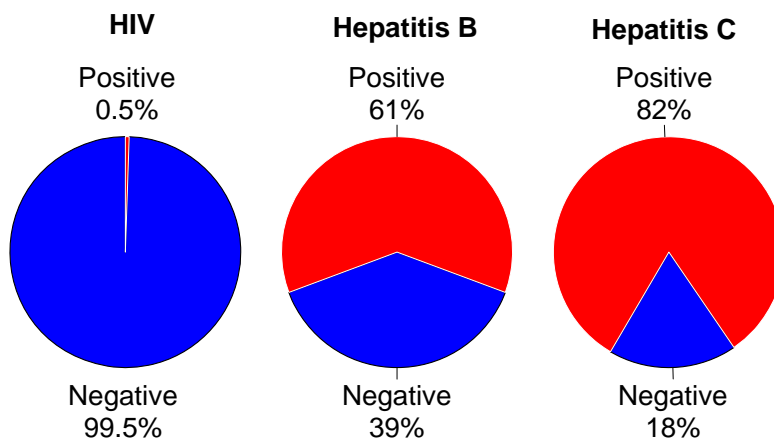 HIV
Positive
0.5%
Negative
99.5%
Hepatitis B
Positive
61%
Negative
39%
Hepatitis C
Positive
82%
Negative
18%